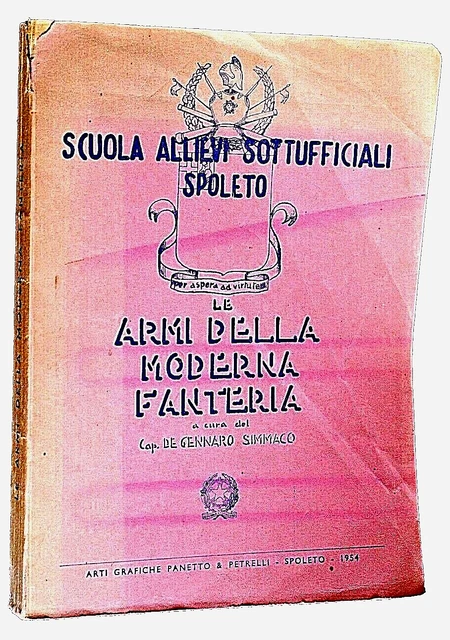 SCUOLA ALLIEVI SOTTUFFICIALI
SPOLETO
per aspera ad virtutem
LE
ARMI DELLA
MODERNA
FANTERIA
a cura del
Cap. DE GENNARO SIMMACO
ARTI GRAFICHE PANETTO & PETRELLI - SPOLETO - 1954